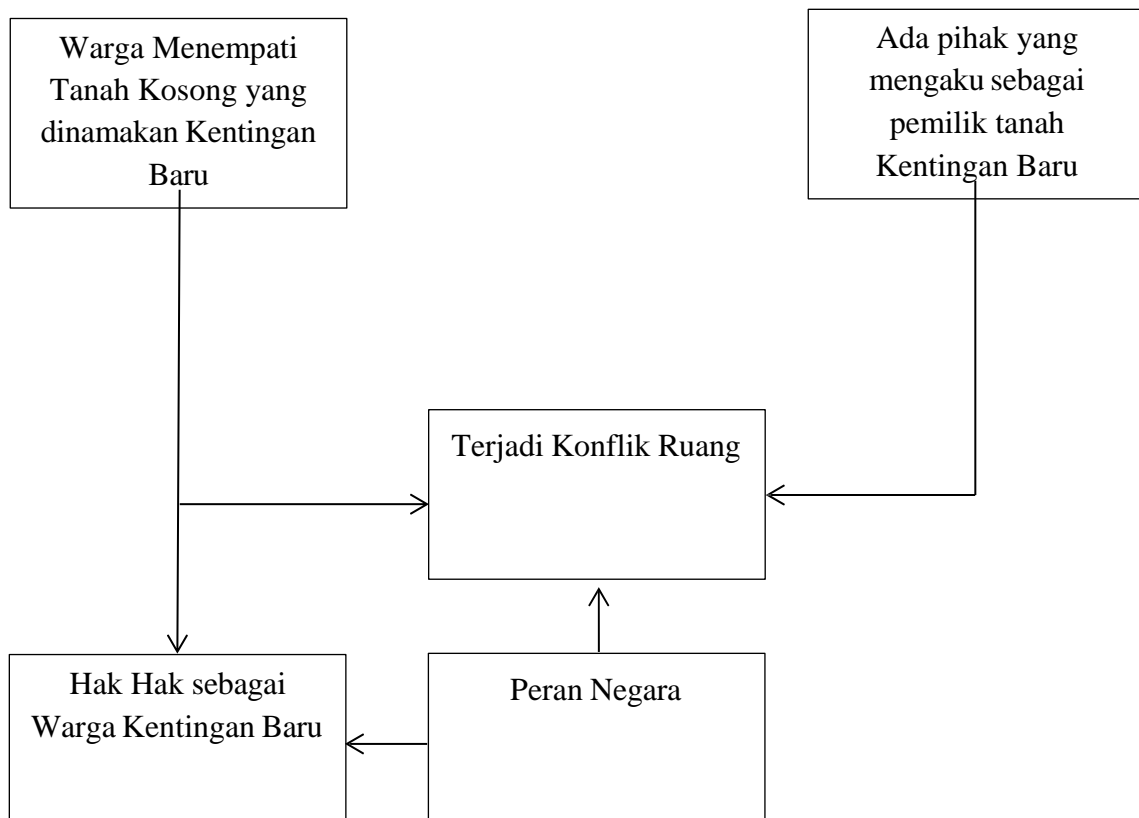 Warga Menempati
Tanah Kosong yang
dinamakan Kentingan
Baru
Ada pihak yang
mengaku sebagai
pemilik tanah
Kentingan Baru
Terjadi Konflik Ruang
Hak Hak sebagai
Warga Kentingan Baru
Peran Negara